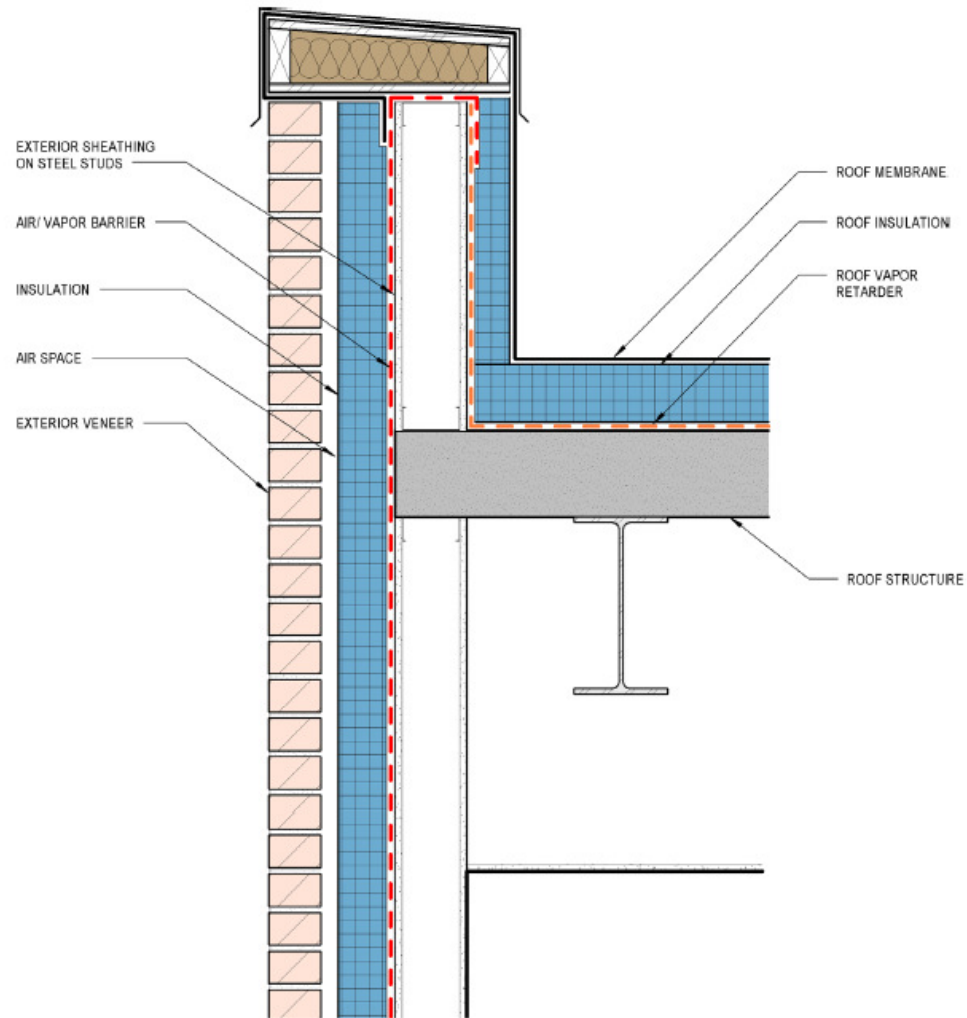 EXTERIOR SHEATHING
ON STEEL STUDS
AIR/ VAPOR BARRIER
INSULATION
AIR SPACE
EXTERIOR VENEER
ROOF MEMBRANE
ROOF INSULATION
ROOF VAPOR
RETARDER
ROOF STRUCTURE